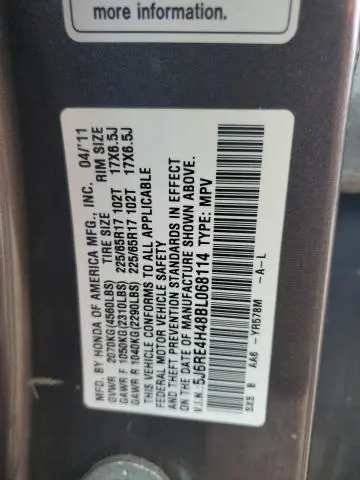 more information.
MFD. BY HONDA OF AMERICA MFG., INC. 04/'11
TIRE SIZE RIM SIZE
GVWR 2070KG(4560LBS)
GAWR F 1050KG(2310LBS) 225/65R17 102T 17X6.5J
GAWR R 1040KG(2290LBS) 225/65R17 102T 17X6.5J
THIS VEHICLE CONFORMS TO ALL APPLICABLE
FEDERAL MOTOR VEHICLE SAFETY
AND THEFT PREVENTION STANDARDS IN EFFECT
ON THE DATE OF MANUFACTURE SHOWN ABOVE.
V.I.N.: 5J6RE4H48BL068114 TYPE: MPV
SXS B AA6 -YR578M -A-L